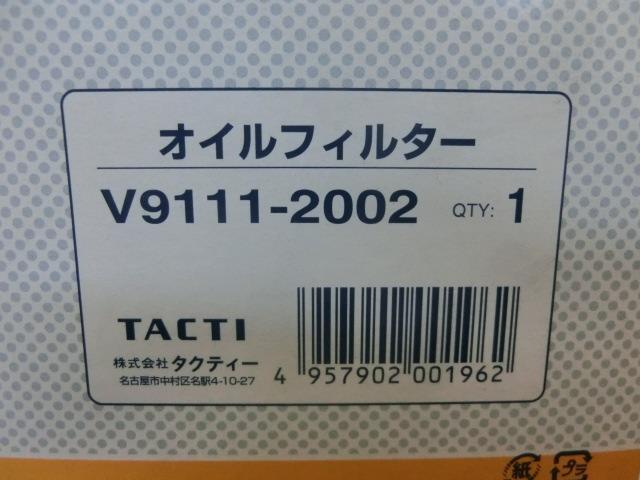 オイルフィルター
V9111-2002 QTY: 1
TACTI
株式会社 タクティー
名古屋市中村区名駅4-10-27
4 957902 001962
紙 プラ